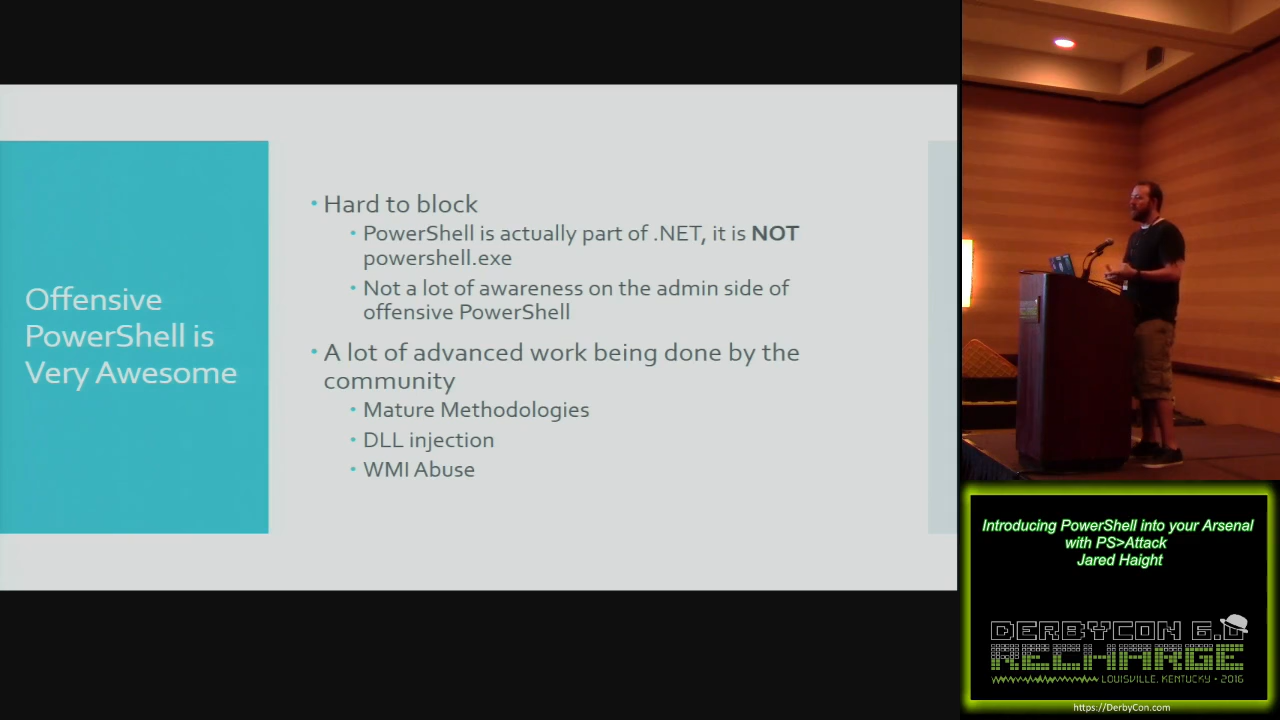 Offensive
PowerShell is
Very Awesome
• Hard to block
• PowerShell is actually part of .NET, it is NOT
powershell.exe
• Not a lot of awareness on the admin side of
offensive PowerShell
• A lot of advanced work being done by the
community
• Mature Methodologies
• DLL injection
• WMI Abuse
Introducing PowerShell into your Arsenal
with PS>Attack
Jared Haight
DERBYCON 6.0
RECHARGE
LOUISVILLE, KENTUCKY • 2016
https://DerbyCon.com